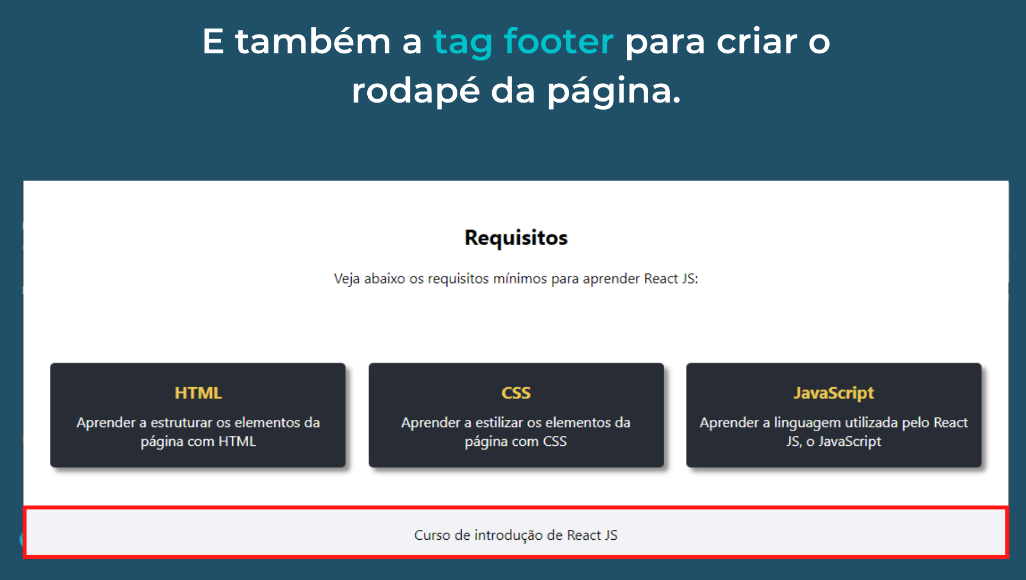 E também a tag footer para criar o
rodapé da página.
Requisitos
Veja abaixo os requisitos mínimos para aprender React JS:
HTML
Aprender a estruturar os elementos da
página com HTML
CSS
Aprender a estilizar os elementos da
página com CSS
JavaScript
Aprender a linguagem utilizada pelo React
JS, o JavaScript
Curso de introdução de React JS